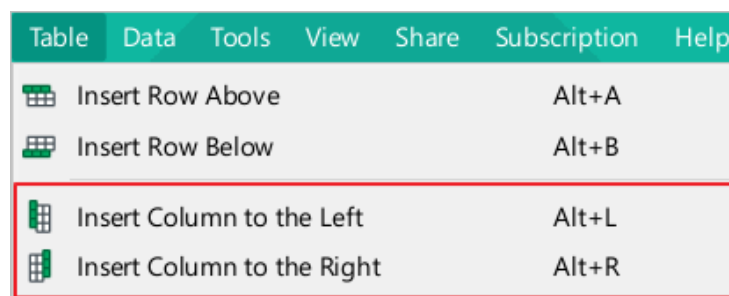 Table Data Tools View Share Subscription Help
Insert Row Above Alt+A
Insert Row Below Alt+B
Insert Column to the Left Alt+L
Insert Column to the Right Alt+R